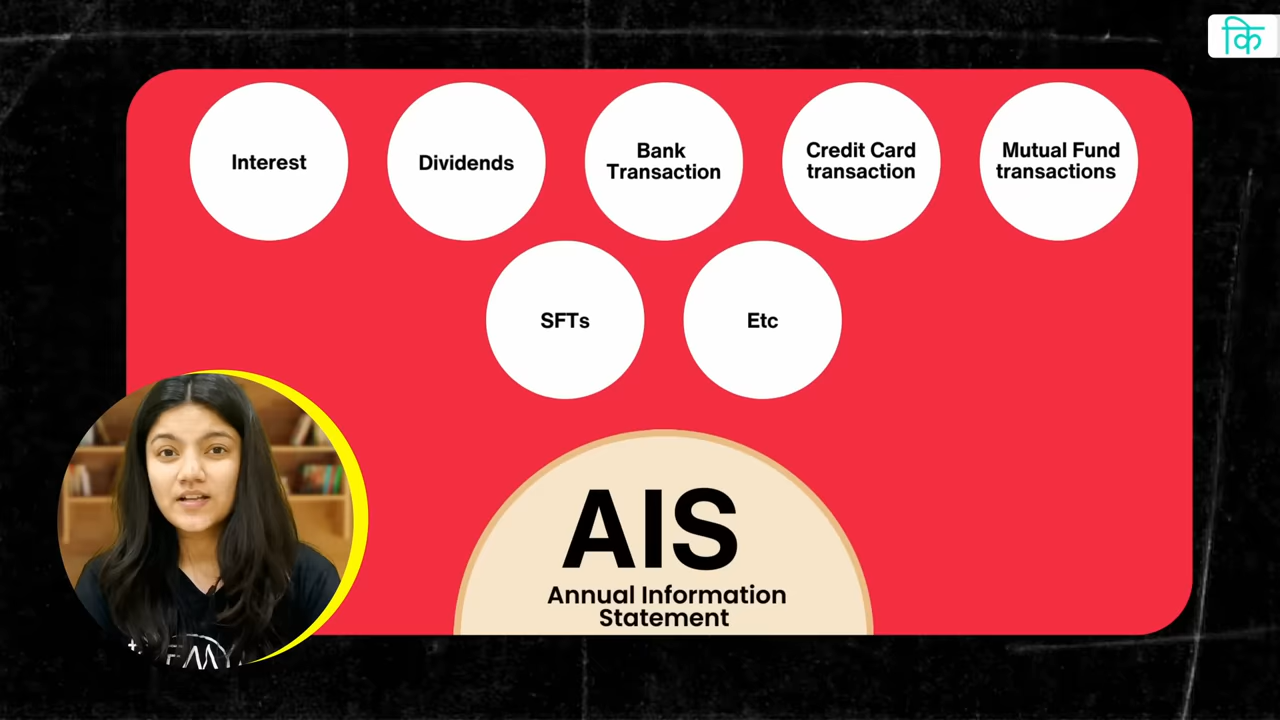 कि
Interest
Dividends
Bank
Transaction
Credit Card
transaction
Mutual Fund
transactions
SFTs
Etc
AIS
Annual Information
Statement